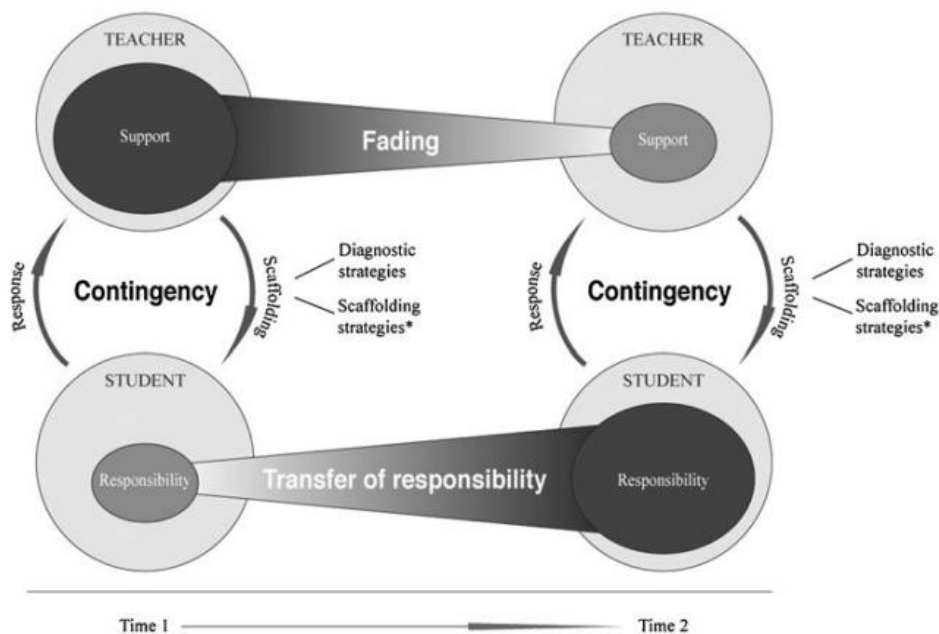 TEACHER
TEACHER
Support
Fading
Support
Response
Contingency
Scaffolding
Diagnostic
strategies
Scaffolding
strategies*
Response
Contingency
Scaffolding
Diagnostic
strategies
Scaffolding
strategies*
STUDENT
STUDENT
Responsibility
Transfer of responsibility
Responsibility
Time 1
Time 2